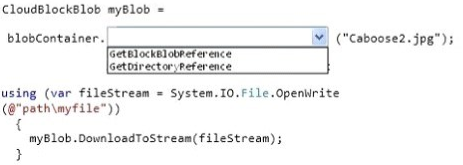 CloudBlockBlob myBlob =
blobContainer. ("Caboose2.jpg");
GetBlockBlobReference
GetDirectoryReference ;
using (var fileStream = System.IO.File.OpenWrite
(@"path\myfile"))
{
myBlob.DownloadToStream(fileStream);
}